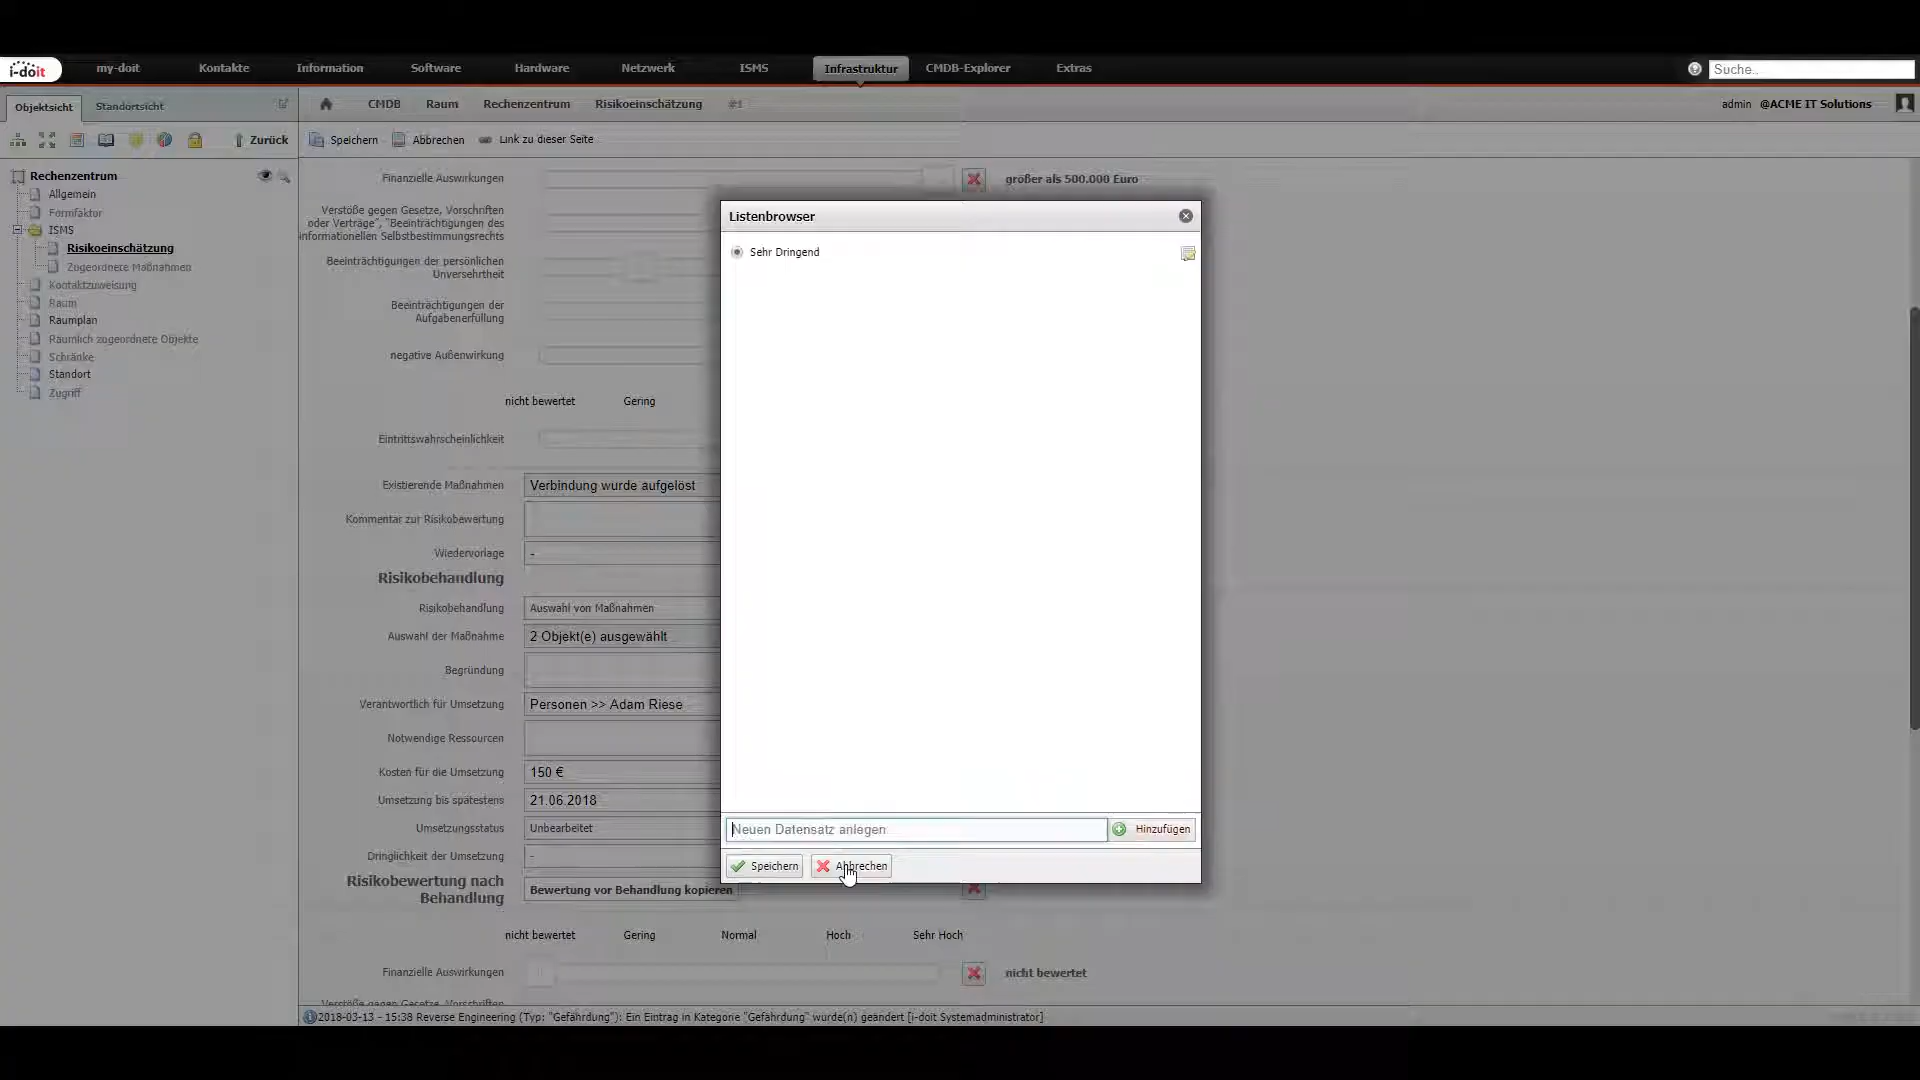 i-doit
my-doit Kontakte Information Software Hardware Netzwerk ISMS Infrastruktur CMDB-Explorer Extras Suche..
Objektsicht Standortsicht CMDB Raum Rechenzentrum Risikoeinschätzung #1 admin @ACME IT Solutions
Zurück Speichern Abbrechen Link zu dieser Seite
Rechenzentrum
Allgemein
Formfaktor
ISMS
Risikoeinschätzung
Zugeordnete Maßnahmen
Kontaktzuweisung
Raum
Raumplan
Räumlich zugeordnete Objekte
Schränke
Standort
Zugriff
Finanzielle Auswirkungen größer als 500.000 Euro
Verstöße gegen Gesetze, Vorschriften
oder Verträge", "Beeinträchtigungen des
informationellen Selbstbestimmungsrechts
Beeinträchtigungen der persönlichen
Unversehrtheit
Beeinträchtigungen der
Aufgabenerfüllung
negative Außenwirkung
nicht bewertet Gering
Eintrittswahrscheinlichkeit
Existierende Maßnahmen Verbindung wurde aufgelöst
Kommentar zur Risikobewertung
Wiedervorlage -
Risikobehandlung
Risikobehandlung Auswahl von Maßnahmen
Auswahl der Maßnahme 2 Objekt(e) ausgewählt
Begründung
Verantwortlich für Umsetzung Personen >> Adam Riese
Notwendige Ressourcen
Kosten für die Umsetzung 150 €
Umsetzung bis spätestens 21.06.2018
Umsetzungsstatus Unbearbeitet
Dringlichkeit der Umsetzung -
Risikobewertung nach
Behandlung Bewertung vor Behandlung kopieren
nicht bewertet Gering Normal Hoch Sehr Hoch
Finanzielle Auswirkungen nicht bewertet
Verstöße gegen Gesetze, Vorschriften
Listenbrowser
Sehr Dringend
Neuen Datensatz anlegen Hinzufügen
Speichern Abbrechen
2018-03-13 - 15:38 Reverse Engineering (Typ: "Gefährdung"): Ein Eintrag in Kategorie "Gefährdung" wurde(n) geändert [i-doit Systemadministrator]